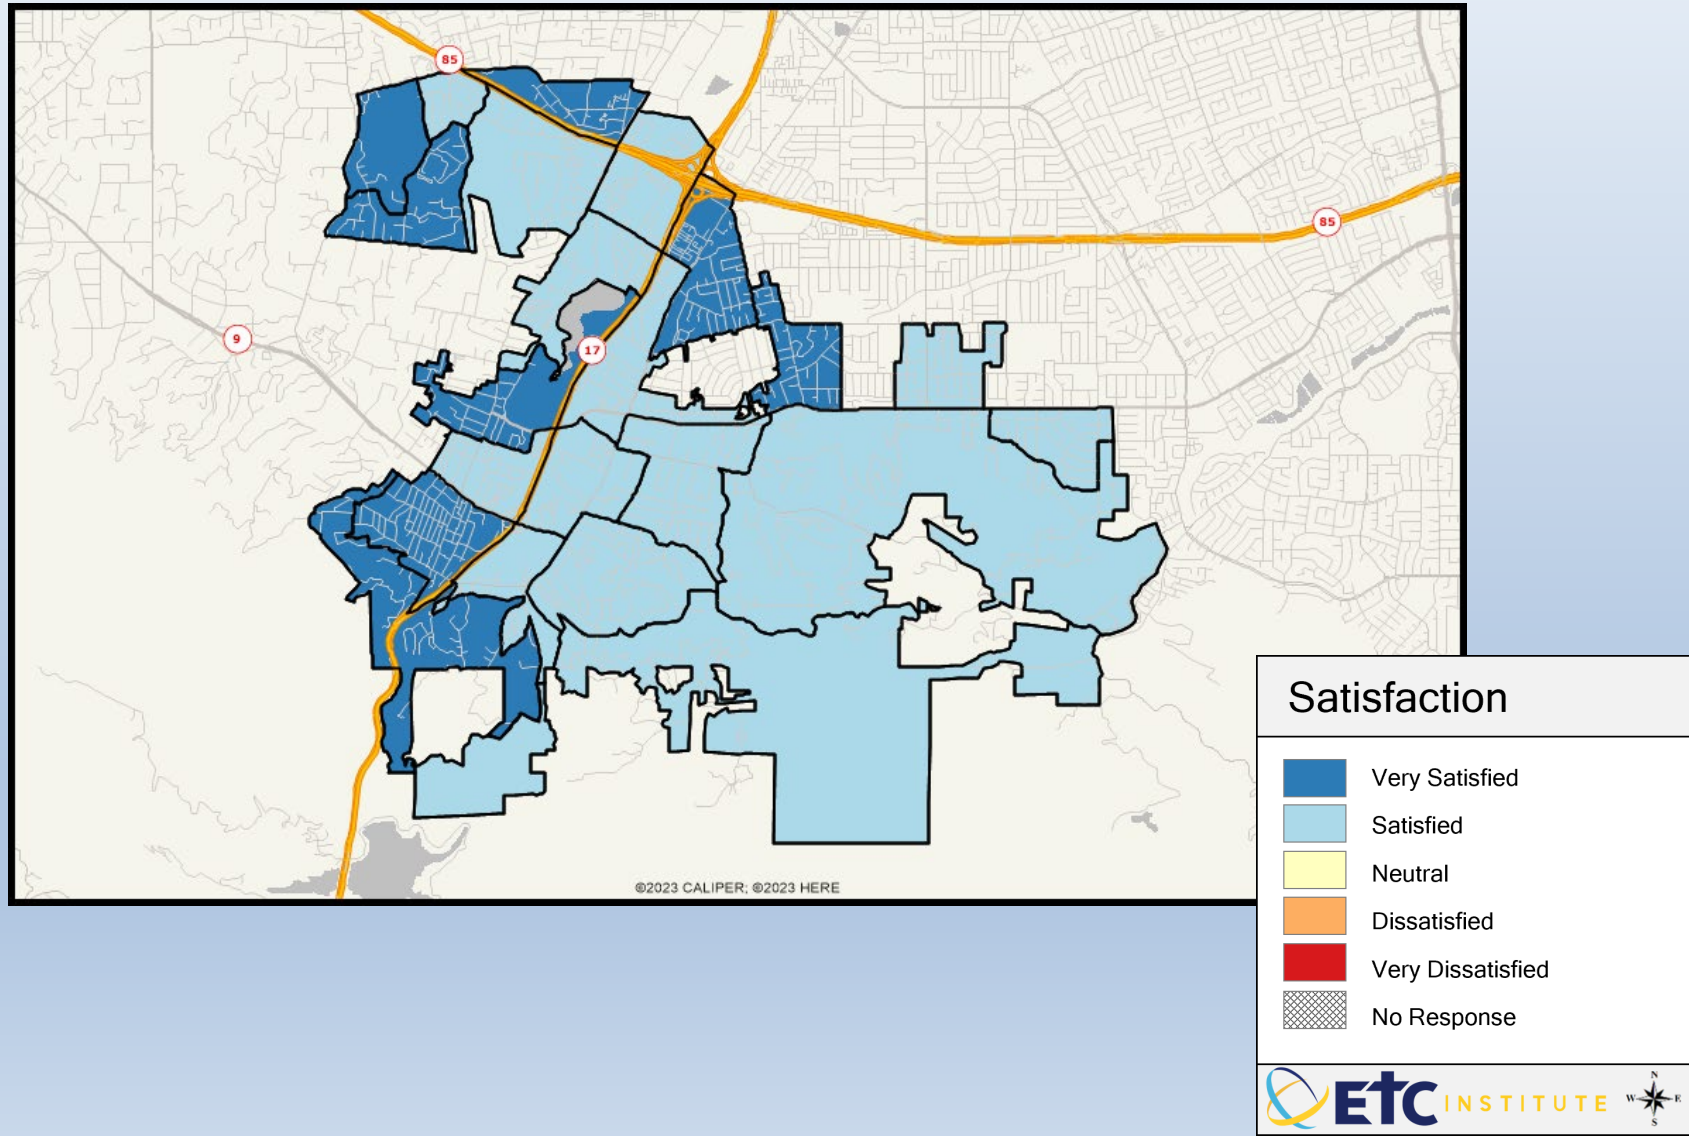 85
85
9
17
©2023 CALIPER; ©2023 HERE
Satisfaction
Very Satisfied
Satisfied
Neutral
Dissatisfied
Very Dissatisfied
No Response
ETC INSTITUTE
N
W E
S